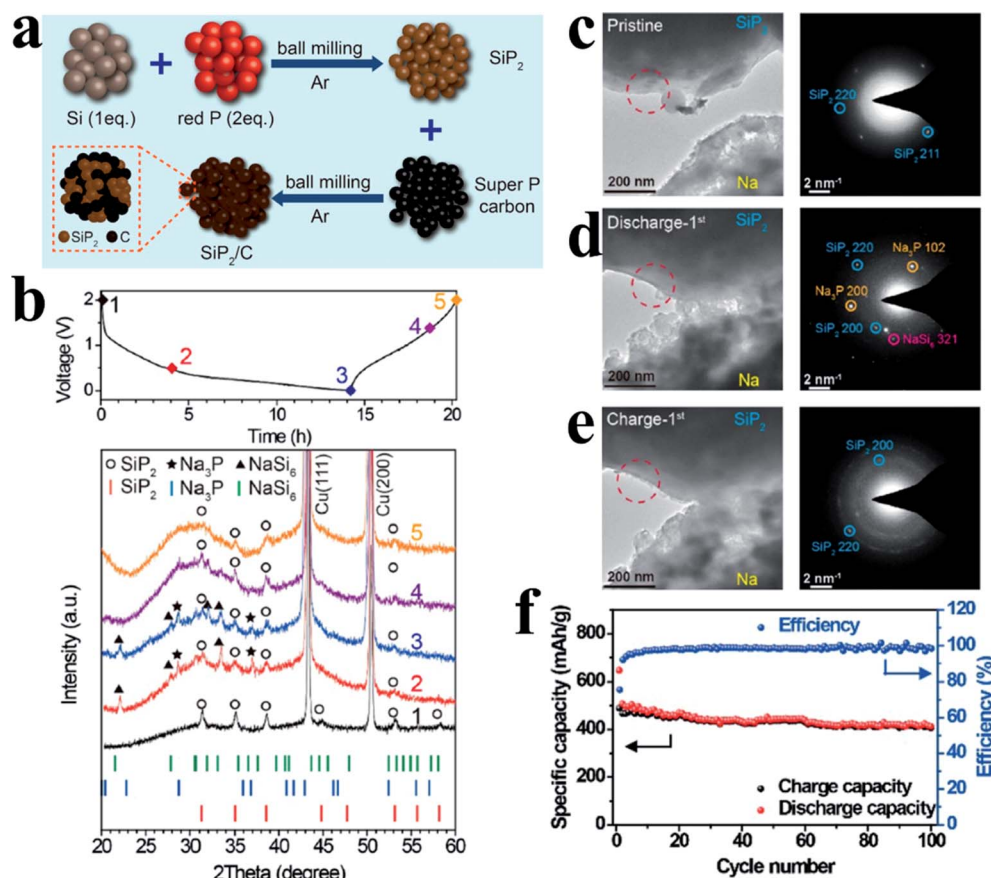 a
Si (1eq.)
+
red P (2eq.)
ball milling
Ar
SiP2
+
Super P
carbon
ball milling
Ar
SiP2/C
SiP2
C
b
Voltage (V)
2
1
0
1
2
3
4
5
0
5
10
15
20
Time (h)
Intensity (a.u.)
SiP2
Na3P
NaSi6
SiP2
Na3P
NaSi6
Cu(111)
Cu(200)
5
4
3
2
1
20 25 30 35 40 45 50 55 60
2Theta (degree)
c
Pristine
SiP2
200 nm
Na
SiP2 220
SiP2 211
2 nm-1
d
Discharge-1st
SiP2
200 nm
Na
SiP2 220
Na3P 102
Na3P 200
SiP2 200
NaSi6 321
2 nm-1
e
Charge-1st
SiP2
200 nm
Na
SiP2 200
SiP2 220
2 nm-1
f
Specific capacity (mAh/g)
800
600
400
200
0
Efficiency
Charge capacity
Discharge capacity
0 20 40 60 80 100
Cycle number
120
100
80
60
40
20
0
Efficiency (%)